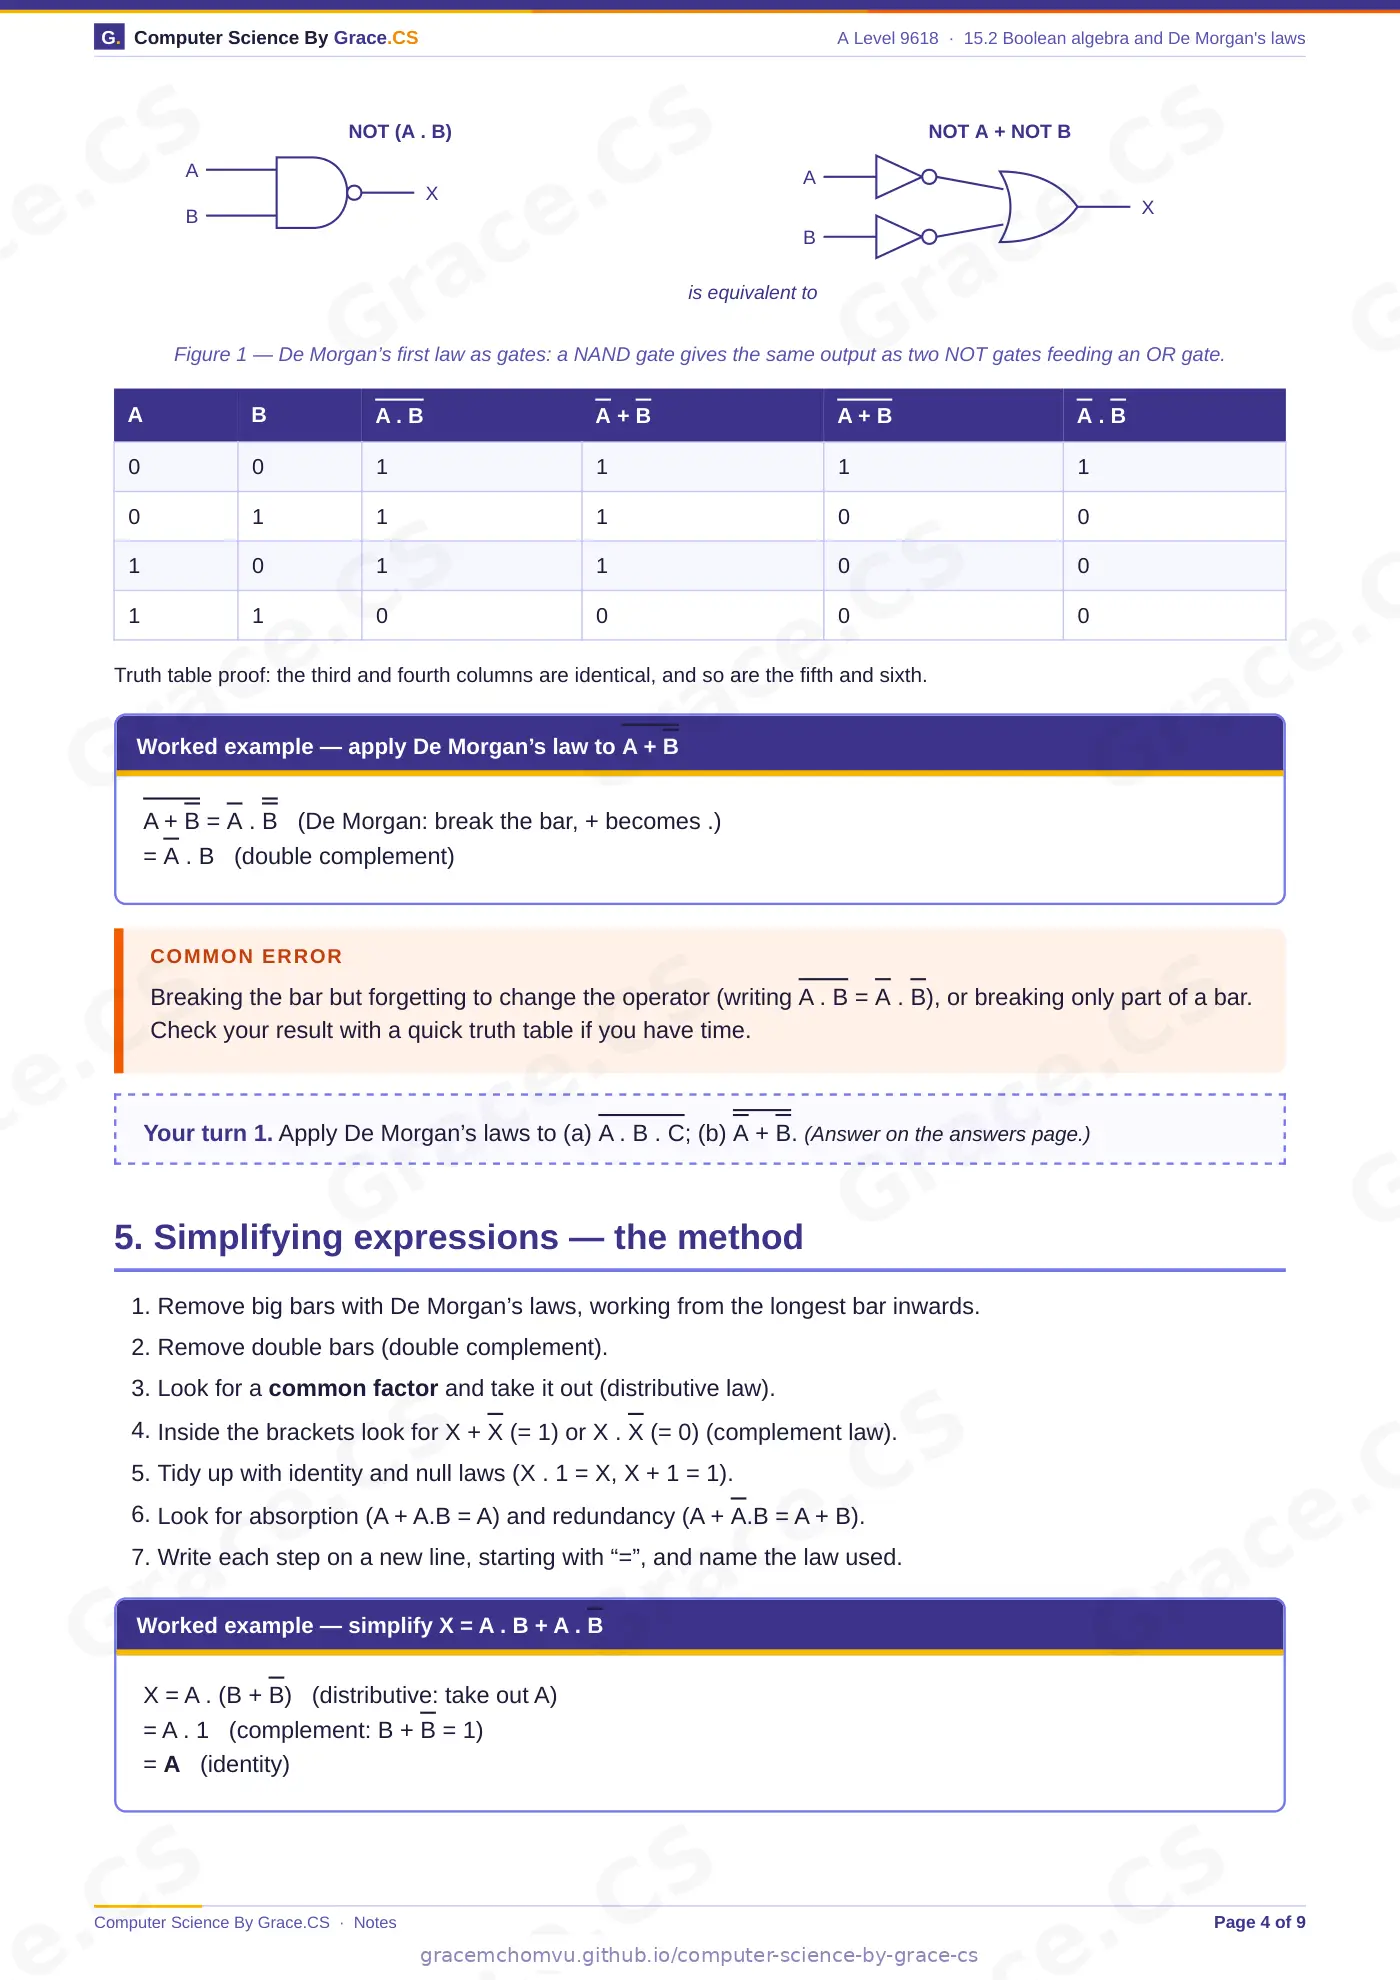 G. Computer Science By Grace.CS
A Level 9618 · 15.2 Boolean algebra and De Morgan's laws
NOT (A . B)
NOT A + NOT B
A
B
X
A
B
X
is equivalent to
Figure 1 — De Morgan’s first law as gates: a NAND gate gives the same output as two NOT gates feeding an OR gate.
A B A͞ ͞.͞ ͞B͞ A̅ + B̅ A͞ ͞+͞ ͞B͞ A̅ . B̅
0 0 1 1 1 1
0 1 1 1 0 0
1 0 1 1 0 0
1 1 0 0 0 0
Truth table proof: the third and fourth columns are identical, and so are the fifth and sixth.
Worked example — apply De Morgan’s law to A̅ ̅+̅ ̅B̿
A̅ ̅+̅ ̅B̿ = A̅ . B̿ (De Morgan: break the bar, + becomes .)
= A̅ . B (double complement)
COMMON ERROR
Breaking the bar but forgetting to change the operator (writing A̅ ̅.̅ ̅B̅ = A̅ . B̅), or breaking only part of a bar.
Check your result with a quick truth table if you have time.
Your turn 1. Apply De Morgan’s laws to (a) A̅ ̅.̅ ̅B̅ ̅.̅ ̅C̅; (b) A̿ ̅+̅ ̅B̿. (Answer on the answers page.)
5. Simplifying expressions — the method
1. Remove big bars with De Morgan’s laws, working from the longest bar inwards.
2. Remove double bars (double complement).
3. Look for a common factor and take it out (distributive law).
4. Inside the brackets look for X + X̅ (= 1) or X . X̅ (= 0) (complement law).
5. Tidy up with identity and null laws (X . 1 = X, X + 1 = 1).
6. Look for absorption (A + A.B = A) and redundancy (A + A̅.B = A + B).
7. Write each step on a new line, starting with “=”, and name the law used.
Worked example — simplify X = A . B + A . B̅
X = A . (B + B̅) (distributive: take out A)
= A . 1 (complement: B + B̅ = 1)
= A (identity)
Computer Science By Grace.CS · Notes
Page 4 of 9
gracemchomvu.github.io/computer-science-by-grace-cs